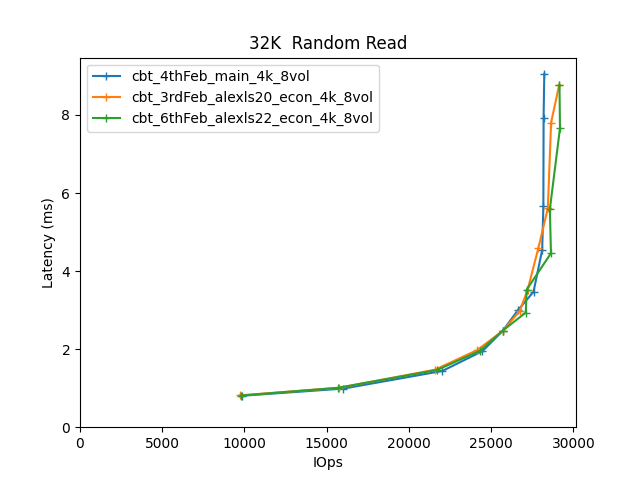 32K  Random Read
cbt_4thFeb_main_4k_8vol
cbt_3rdFeb_alexls20_econ_4k_8vol
cbt_6thFeb_alexls22_econ_4k_8vol
Latency (ms)
8
6
4
2
0
0 5000 10000 15000 20000 25000 30000
IOps